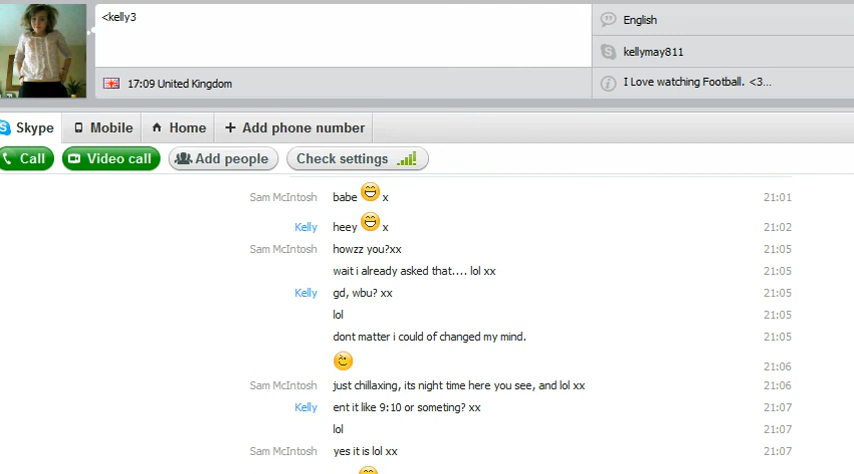 <kelly3
English
kellymay811
17:09 United Kingdom
I Love watching Football. <3...
Skype Mobile Home + Add phone number
Call Video call Add people Check settings
Sam McIntosh babe x 21:01
Kelly heey x 21:02
Sam McIntosh howzz you?xx 21:05
wait i already asked that.... lol xx 21:05
Kelly gd, wbu? xx 21:05
lol 21:05
dont matter i could of changed my mind. 21:05
21:06
Sam McIntosh just chillaxing, its night time here you see, and lol xx 21:06
Kelly ent it like 9:10 or someting? xx 21:07
lol 21:07
Sam McIntosh yes it is lol xx 21:07